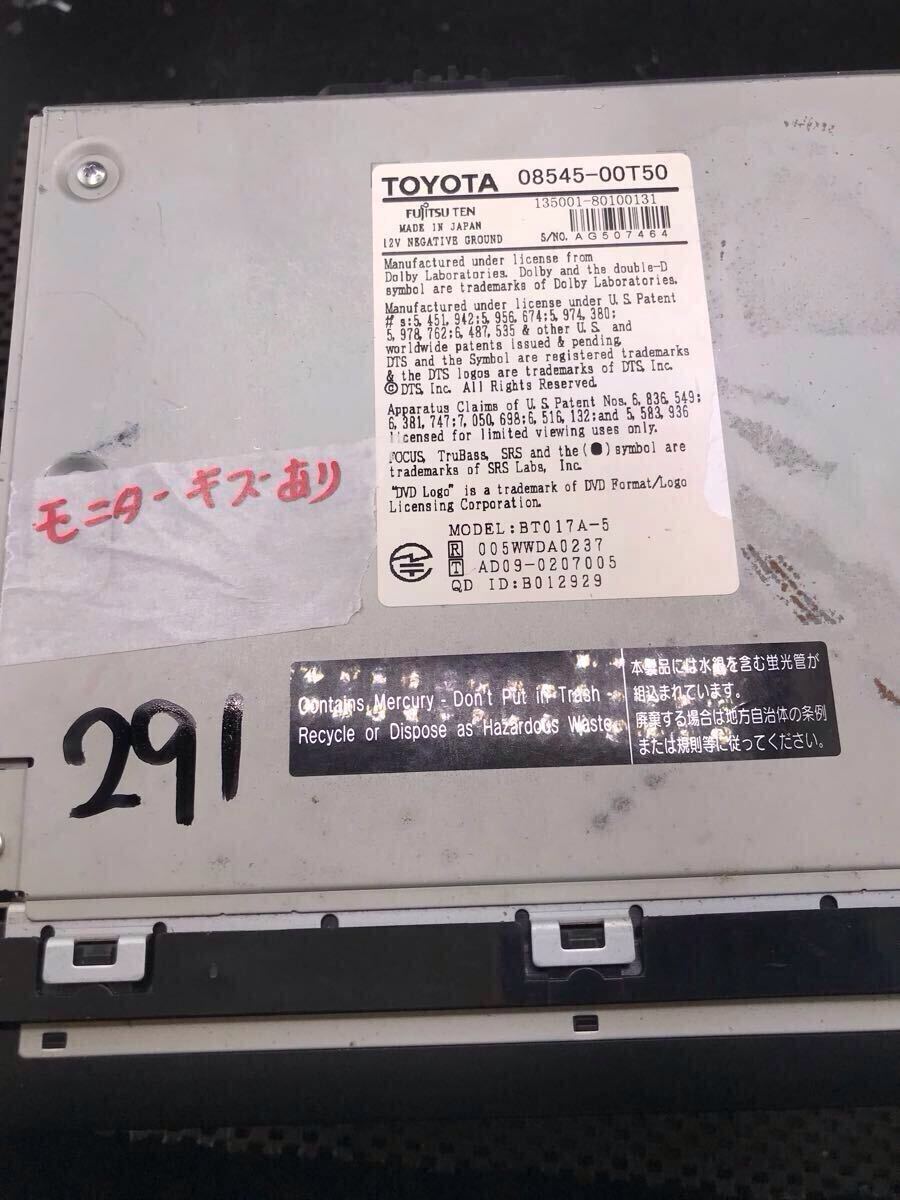 TOYOTA 08545-00T50
FUJITSU TEN
135001-80100131
MADE IN JAPAN
12V NEGATIVE GROUND
S/NO. AG507464
Manufactured under license from
Dolby Laboratories. Dolby and the double-D
symbol are trademarks of Dolby Laboratories.
Manufactured under license under U.S. Patent
#'s:5,451,942;5,956,674;5,974,380;
5,978,762;6,487,535 & other U.S. and
worldwide patents issued & pending.
DTS and the Symbol are registered trademarks
& the DTS logos are trademarks of DTS, Inc.
© DTS, Inc. All Rights Reserved.
Apparatus Claims of U.S. Patent Nos. 6,836,549;
6,381,747;7,050,698;6,516,132;and 5,583,936
licensed for limited viewing uses only.
FOCUS, TruBass, SRS and the (●) symbol are
trademarks of SRS Labs, Inc.
"DVD Logo" is a trademark of DVD Format/Logo
Licensing Corporation.
MODEL:BT017A-5
R 005WWDA0237
T AD09-0207005
QD ID:B012929
モニターキズあり
291
Contains Mercury - Don't Put in Trash -
Recycle or Dispose as Hazardous Waste.
本製品には水銀を含む蛍光管が
組込まれています。
廃棄する場合は地方自治体の条例
または規則等に従ってください。